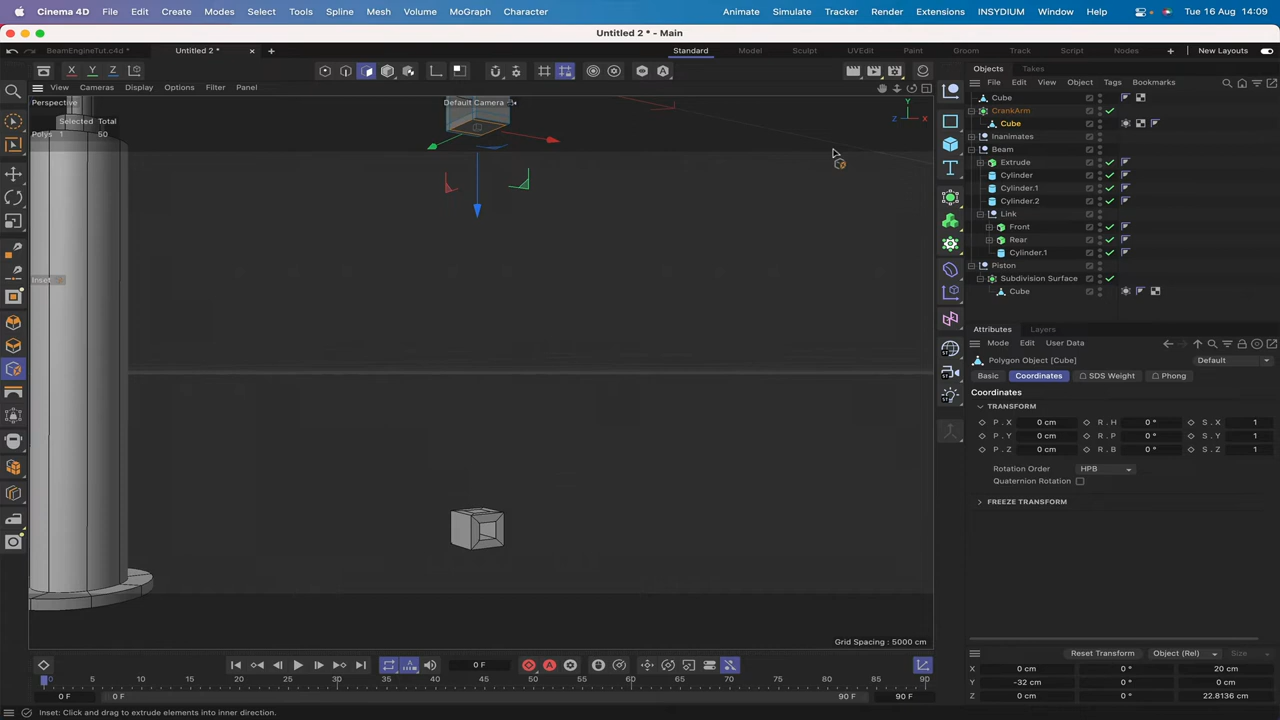 Cinema 4D File Edit Create Modes Select Tools Spline Mesh Volume MoGraph Character Animate Simulate Tracker Render Extensions INSYDIUM Window Help Tue 16 Aug 14:09
Untitled 2 * - Main
BeamEngineTut.c4d * Untitled 2 * Standard Model Sculpt UVEdit Paint Groom Track Script Nodes New Layouts
X Y Z Objects Takes
View Cameras Display Options Filter Panel File Edit View Object Tags Bookmarks
Perspective Default Camera Cube
Y
Z X
CrankArm
Selected Total
Cube
Polys 1 50
Inanimates
Beam
Extrude
Cylinder
Cylinder.1
Cylinder.2
Link
Front
Rear
Cylinder.1
Piston
Subdivision Surface
Inset
Cube
Attributes Layers
Mode Edit User Data
Polygon Object [Cube] Default
Basic Coordinates SDS Weight Phong
Coordinates
TRANSFORM
P . X 0 cm R . H 0 ° S . X 1
P . Y 0 cm R . P 0 ° S . Y 1
P . Z 0 cm R . B 0 ° S . Z 1
Rotation Order HPB
Quaternion Rotation
FREEZE TRANSFORM
Grid Spacing : 5000 cm
Reset Transform Object (Rel) Size
0 F
X 0 cm 0 ° 20 cm
0 5 10 15 20 25 30 35 40 45 50 55 60 65 70 75 80 85 90
Y -32 cm 0 ° 0 cm
0 F 0 F 90 F 90 F
Z 0 cm 0 ° 22.8136 cm
Inset: Click and drag to extrude elements into inner direction.